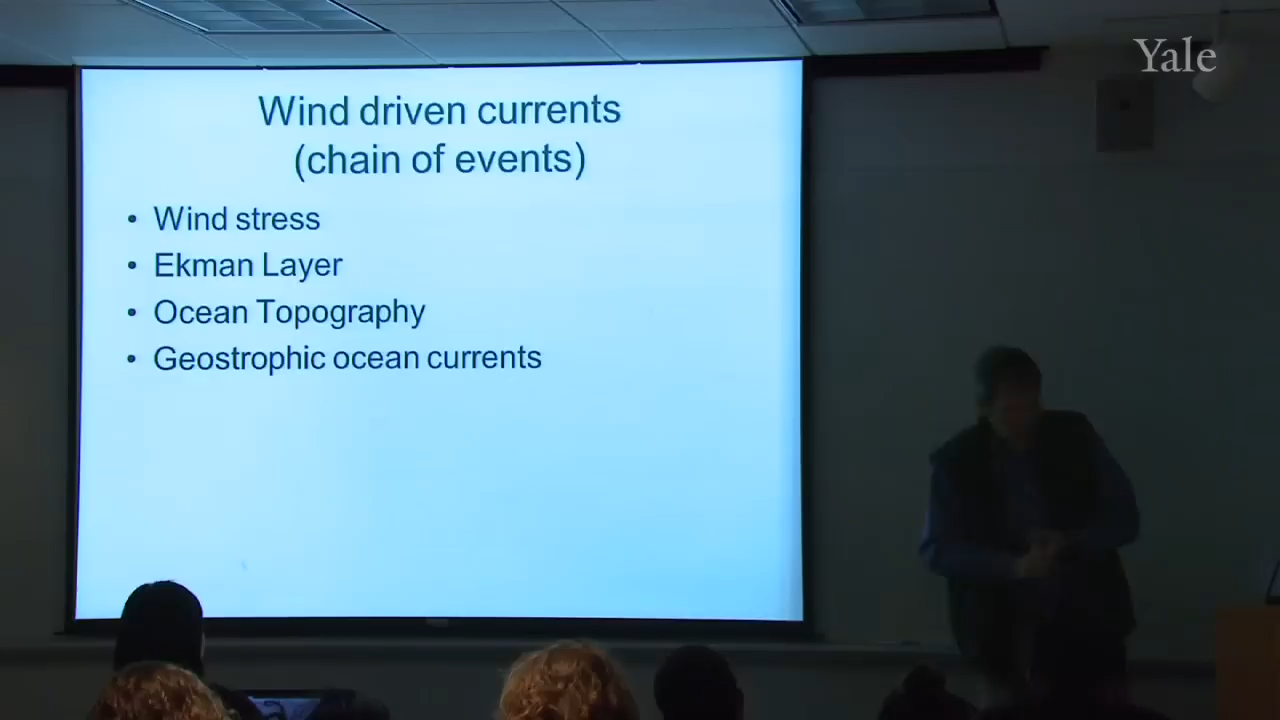 Yale
Wind driven currents
(chain of events)
• Wind stress
• Ekman Layer
• Ocean Topography
• Geostrophic ocean currents